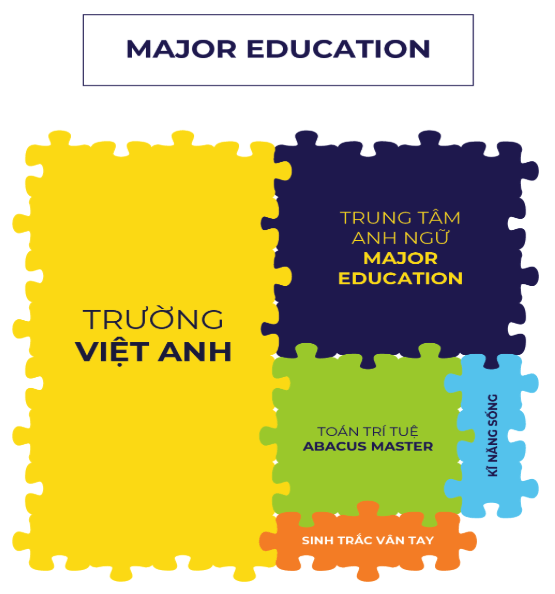 MAJOR EDUCATION
TRƯỜNG
VIỆT ANH
TRUNG TÂM
ANH NGỮ
MAJOR
EDUCATION
TOÁN TRÍ TUỆ
ABACUS MASTER
KĨ NĂNG SỐNG
SINH TRẮC VÂN TAY